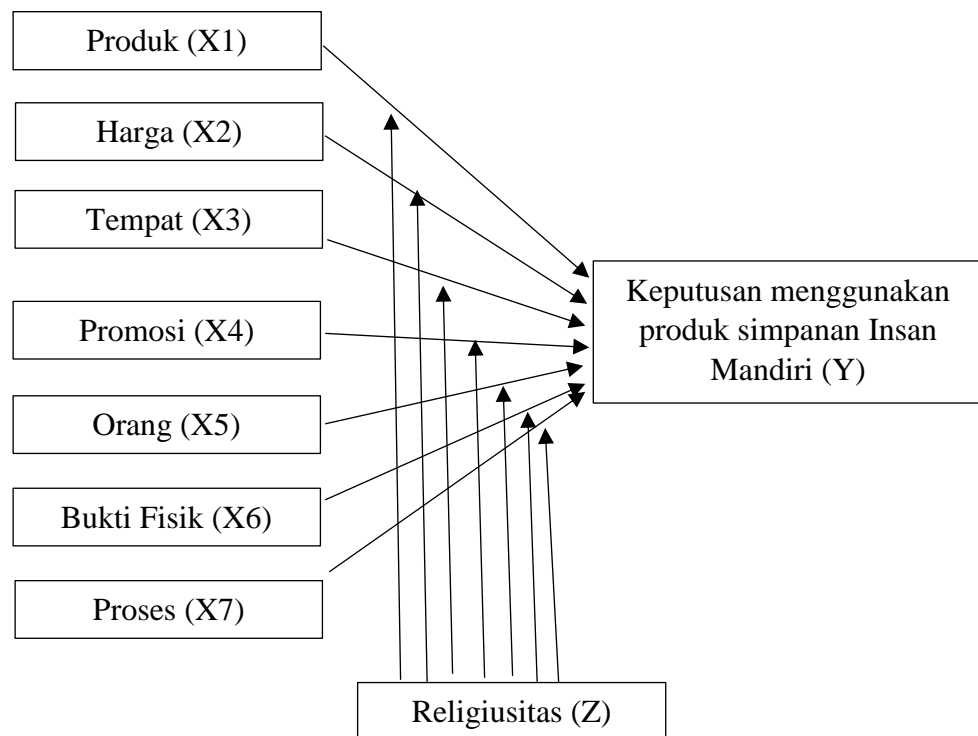 Produk (X1)
Harga (X2)
Tempat (X3)
Promosi (X4)
Orang (X5)
Bukti Fisik (X6)
Proses (X7)
Keputusan menggunakan
produk simpanan Insan
Mandiri (Y)
Religiusitas (Z)